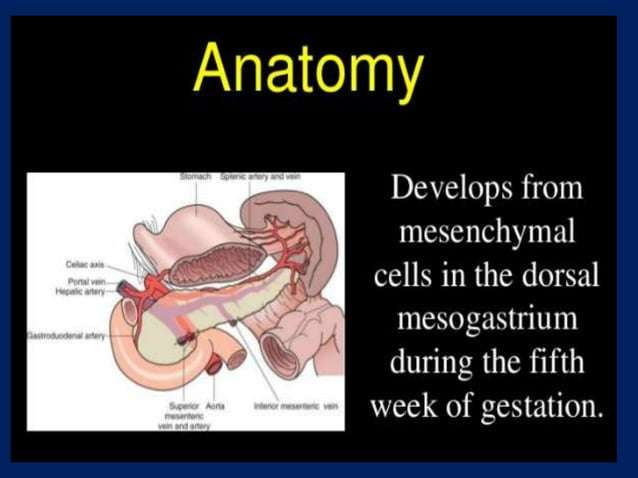 Anatomy
Stomach Splenic artery and vein
Celiac axis
Portal vein
Hepatic artery
Gastroduodenal artery
Superior mesenteric vein and artery
Aorta
Inferior mesenteric vein
Develops from
mesenchymal
cells in the dorsal
mesogastrium
during the fifth
week of gestation.